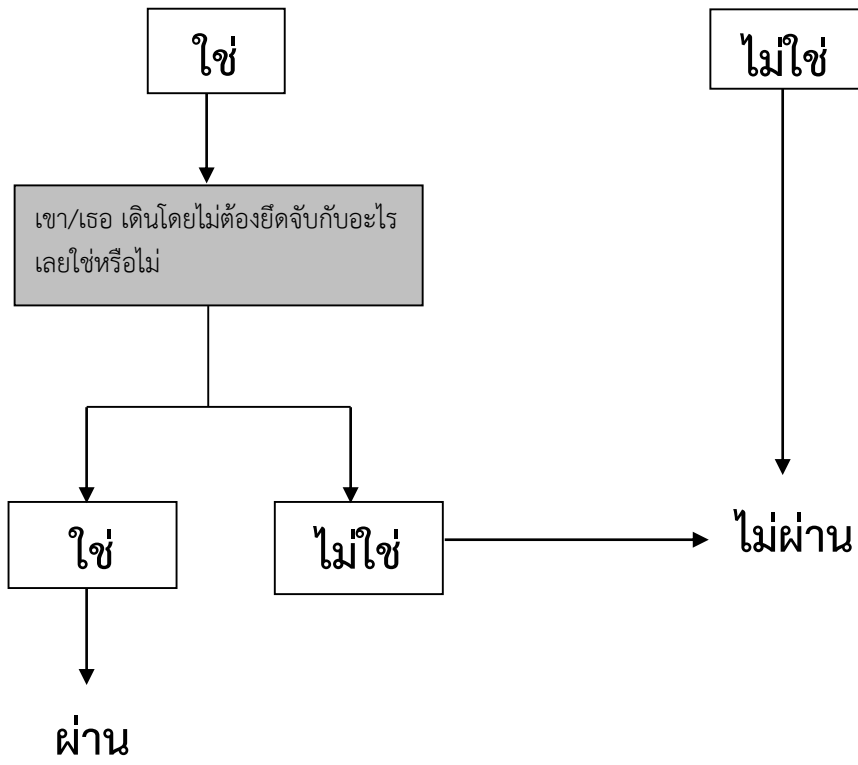 ใช่
ไม่ใช่
เขา/เธอ เดินโดยไม่ต้องยึดจับกับอะไร
เลยใช่หรือไม่
ใช่
ไม่ใช่
ไม่ผ่าน
ผ่าน